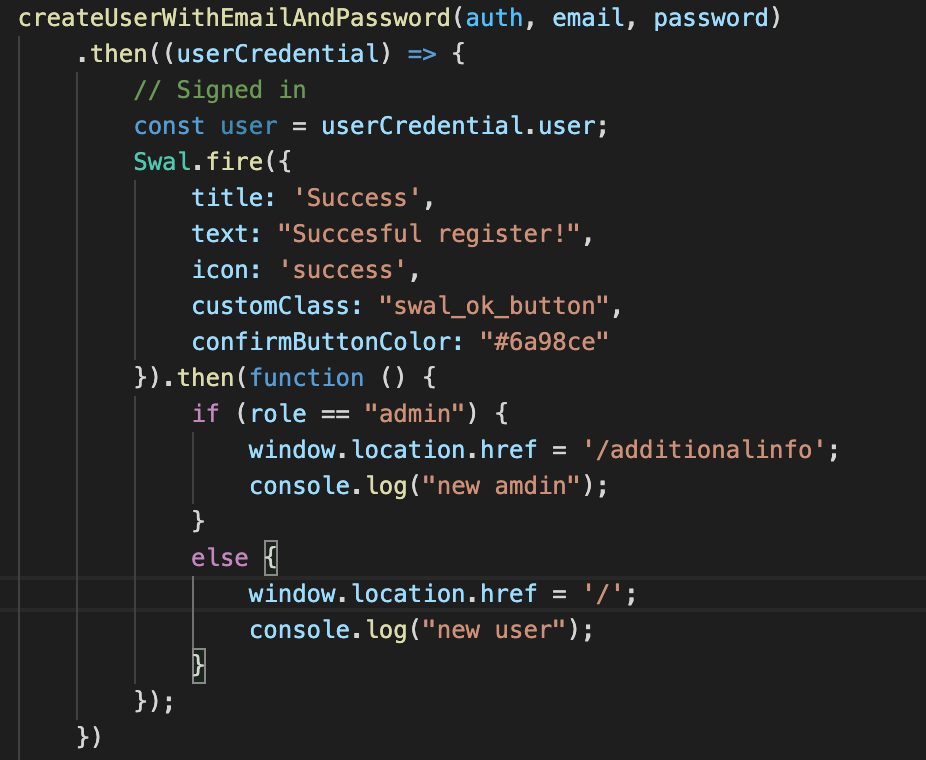 createUserWithEmailAndPassword(auth, email, password)
.then((userCredential) => {
// Signed in
const user = userCredential.user;
Swal.fire({
title: 'Success',
text: "Succesful register!",
icon: 'success',
customClass: "swal_ok_button",
confirmButtonColor: "#6a98ce"
}).then(function () {
if (role == "admin") {
window.location.href = '/additionalinfo';
console.log("new amdin");
}
else {
window.location.href = '/';
console.log("new user");
}
});
})